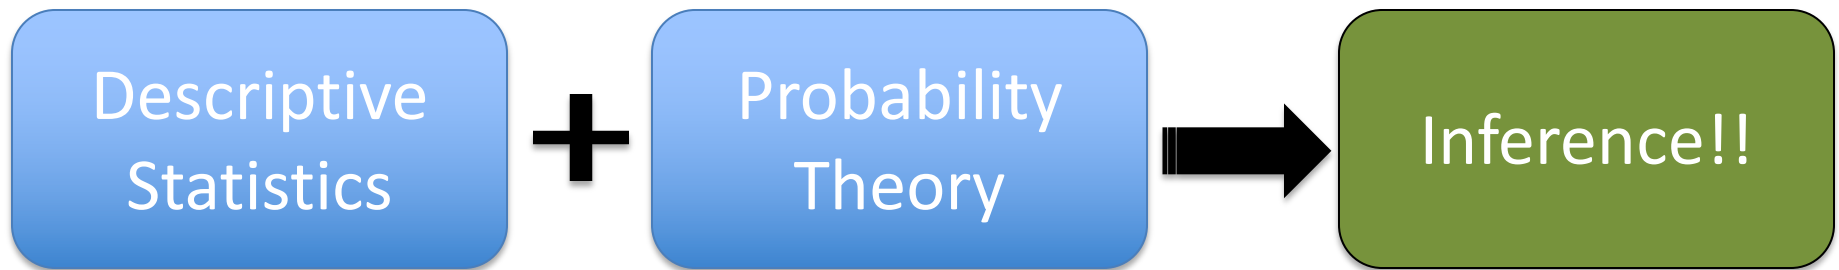 Descriptive
Statistics
Probability
Theory
Inference!!